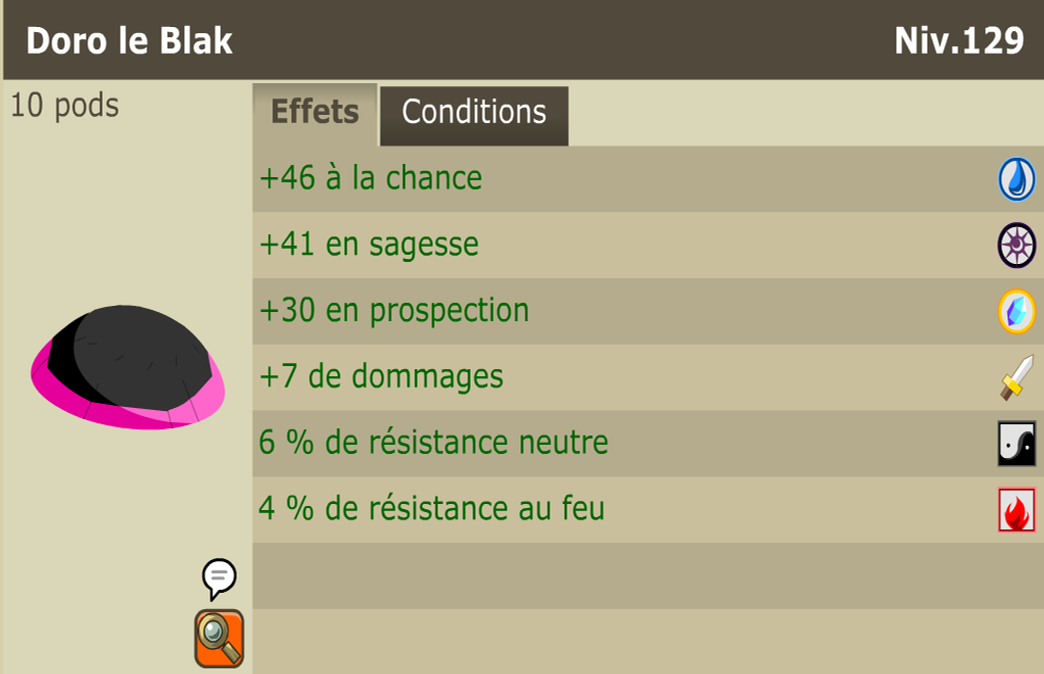 Doro le Blak
Niv.129
10 pods
Effets
Conditions
+46 à la chance
+41 en sagesse
+30 en prospection
+7 de dommages
6 % de résistance neutre
4 % de résistance au feu